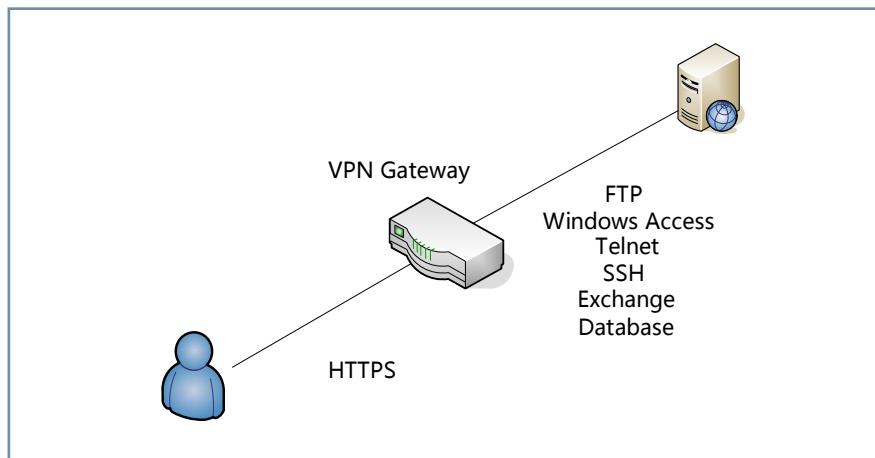 VPN Gateway
FTP
Windows Access
Telnet
SSH
Exchange
Database
HTTPS